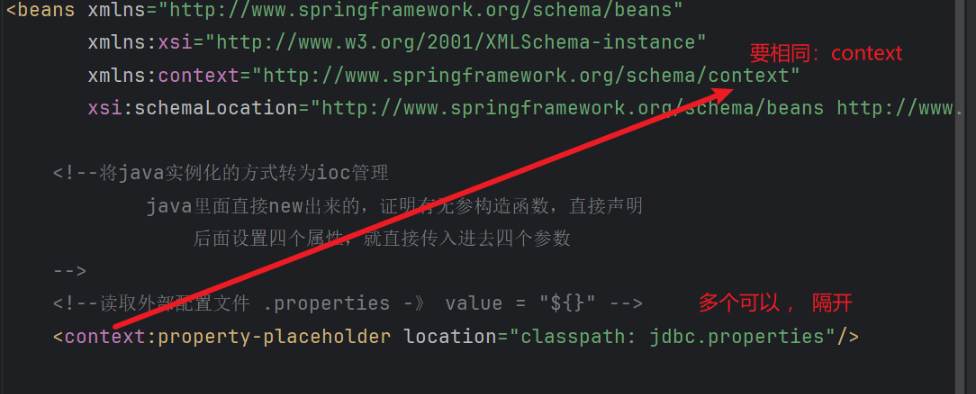 <beans xmlns="http://www.springframework.org/schema/beans"
xmlns:xsi="http://www.w3.org/2001/XMLSchema-instance"
要相同：context
xmlns:context="http://www.springframework.org/schema/context"
xsi:schemaLocation="http://www.springframework.org/schema/beans http://www.
<!--将java实例化的方式转为ioc管理
java里面直接new出来的，证明有无参构造函数，直接声明
后面设置四个属性，就直接传入进去四个参数
-->
<!--读取外部配置文件 .properties -》 value = "${}" -->
多个可以 ，隔开
<context:property-placeholder location="classpath: jdbc.properties"/>